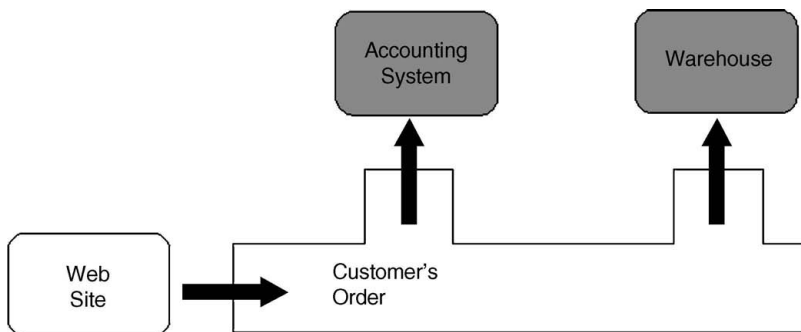 Accounting
System
Warehouse
Web
Site
Customer's
Order